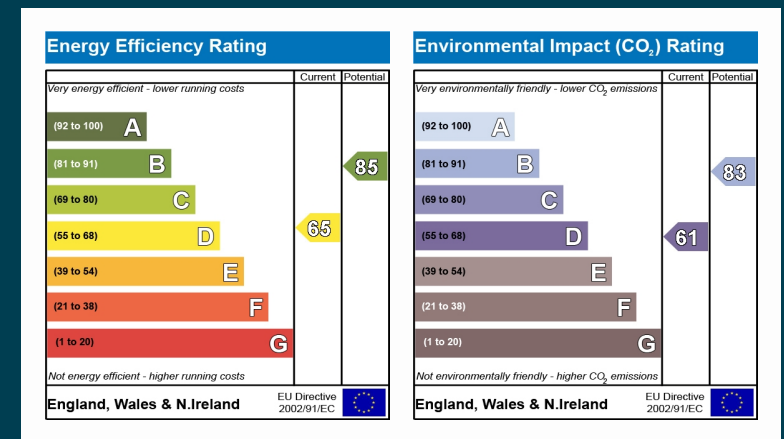 Energy Efficiency Rating
Current Potential
Very energy efficient - lower running costs
(92 to 100) A
(81 to 91) B
85
(69 to 80) C
(55 to 68) D
65
(39 to 54) E
(21 to 38) F
(1 to 20) G
Not energy efficient - higher running costs
England, Wales & N.Ireland
EU Directive
2002/91/EC
Environmental Impact (CO₂) Rating
Current Potential
Very environmentally friendly - lower CO₂ emissions
(92 to 100) A
(81 to 91) B
83
(69 to 80) C
(55 to 68) D
61
(39 to 54) E
(21 to 38) F
(1 to 20) G
Not environmentally friendly - higher CO₂ emissions
England, Wales & N.Ireland
EU Directive
2002/91/EC